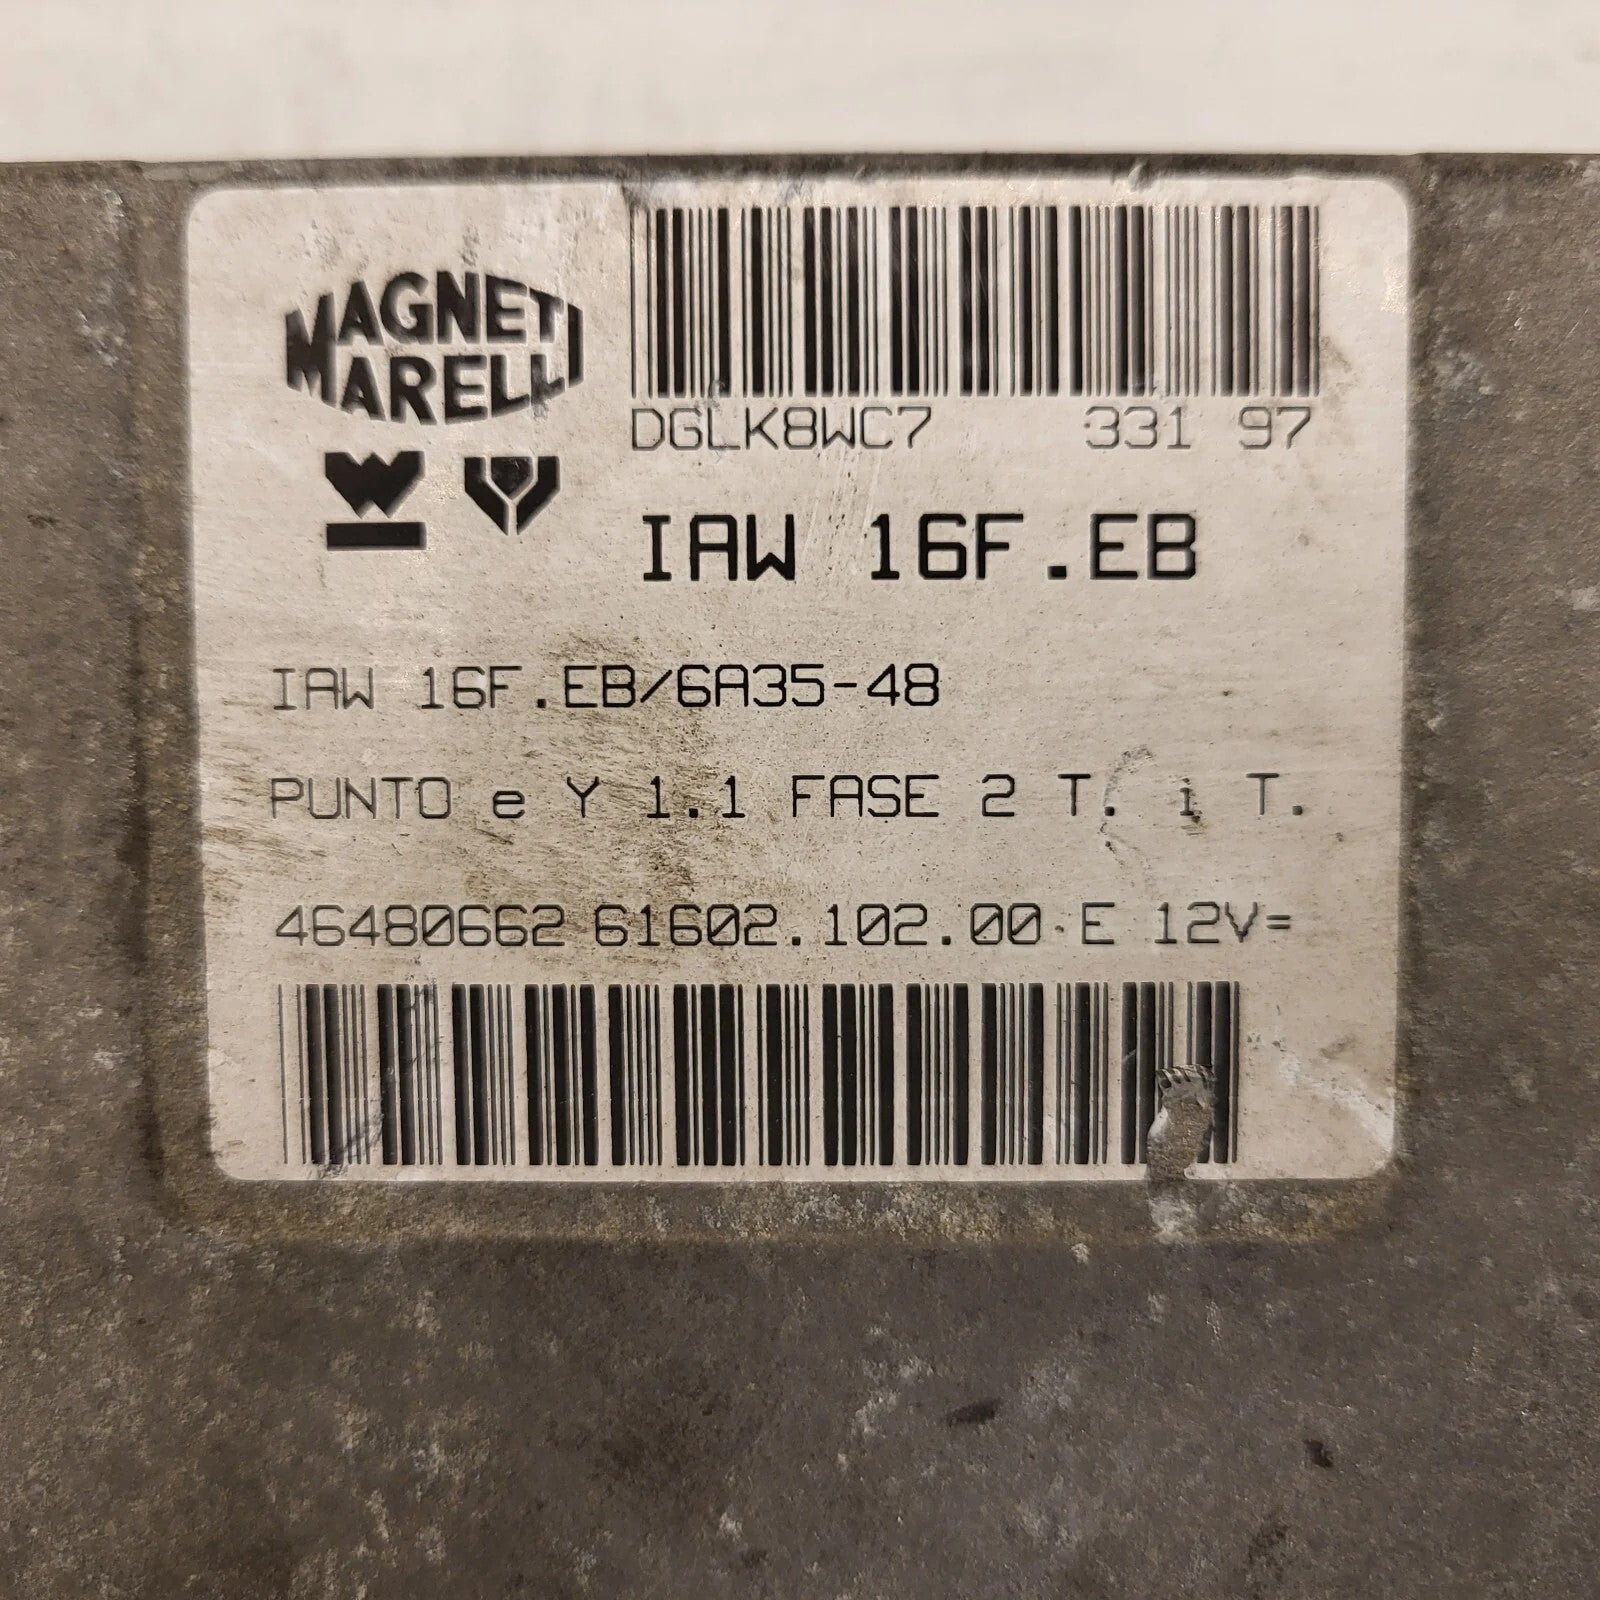 MAGNETI
MARELLI
DGLK8WC7 331 97
IAW 16F.EB
IAW 16F.EB/6A35-48
PUNTO e Y 1.1 FASE 2 T. i T.
46480662 61602.102.00.E 12V=